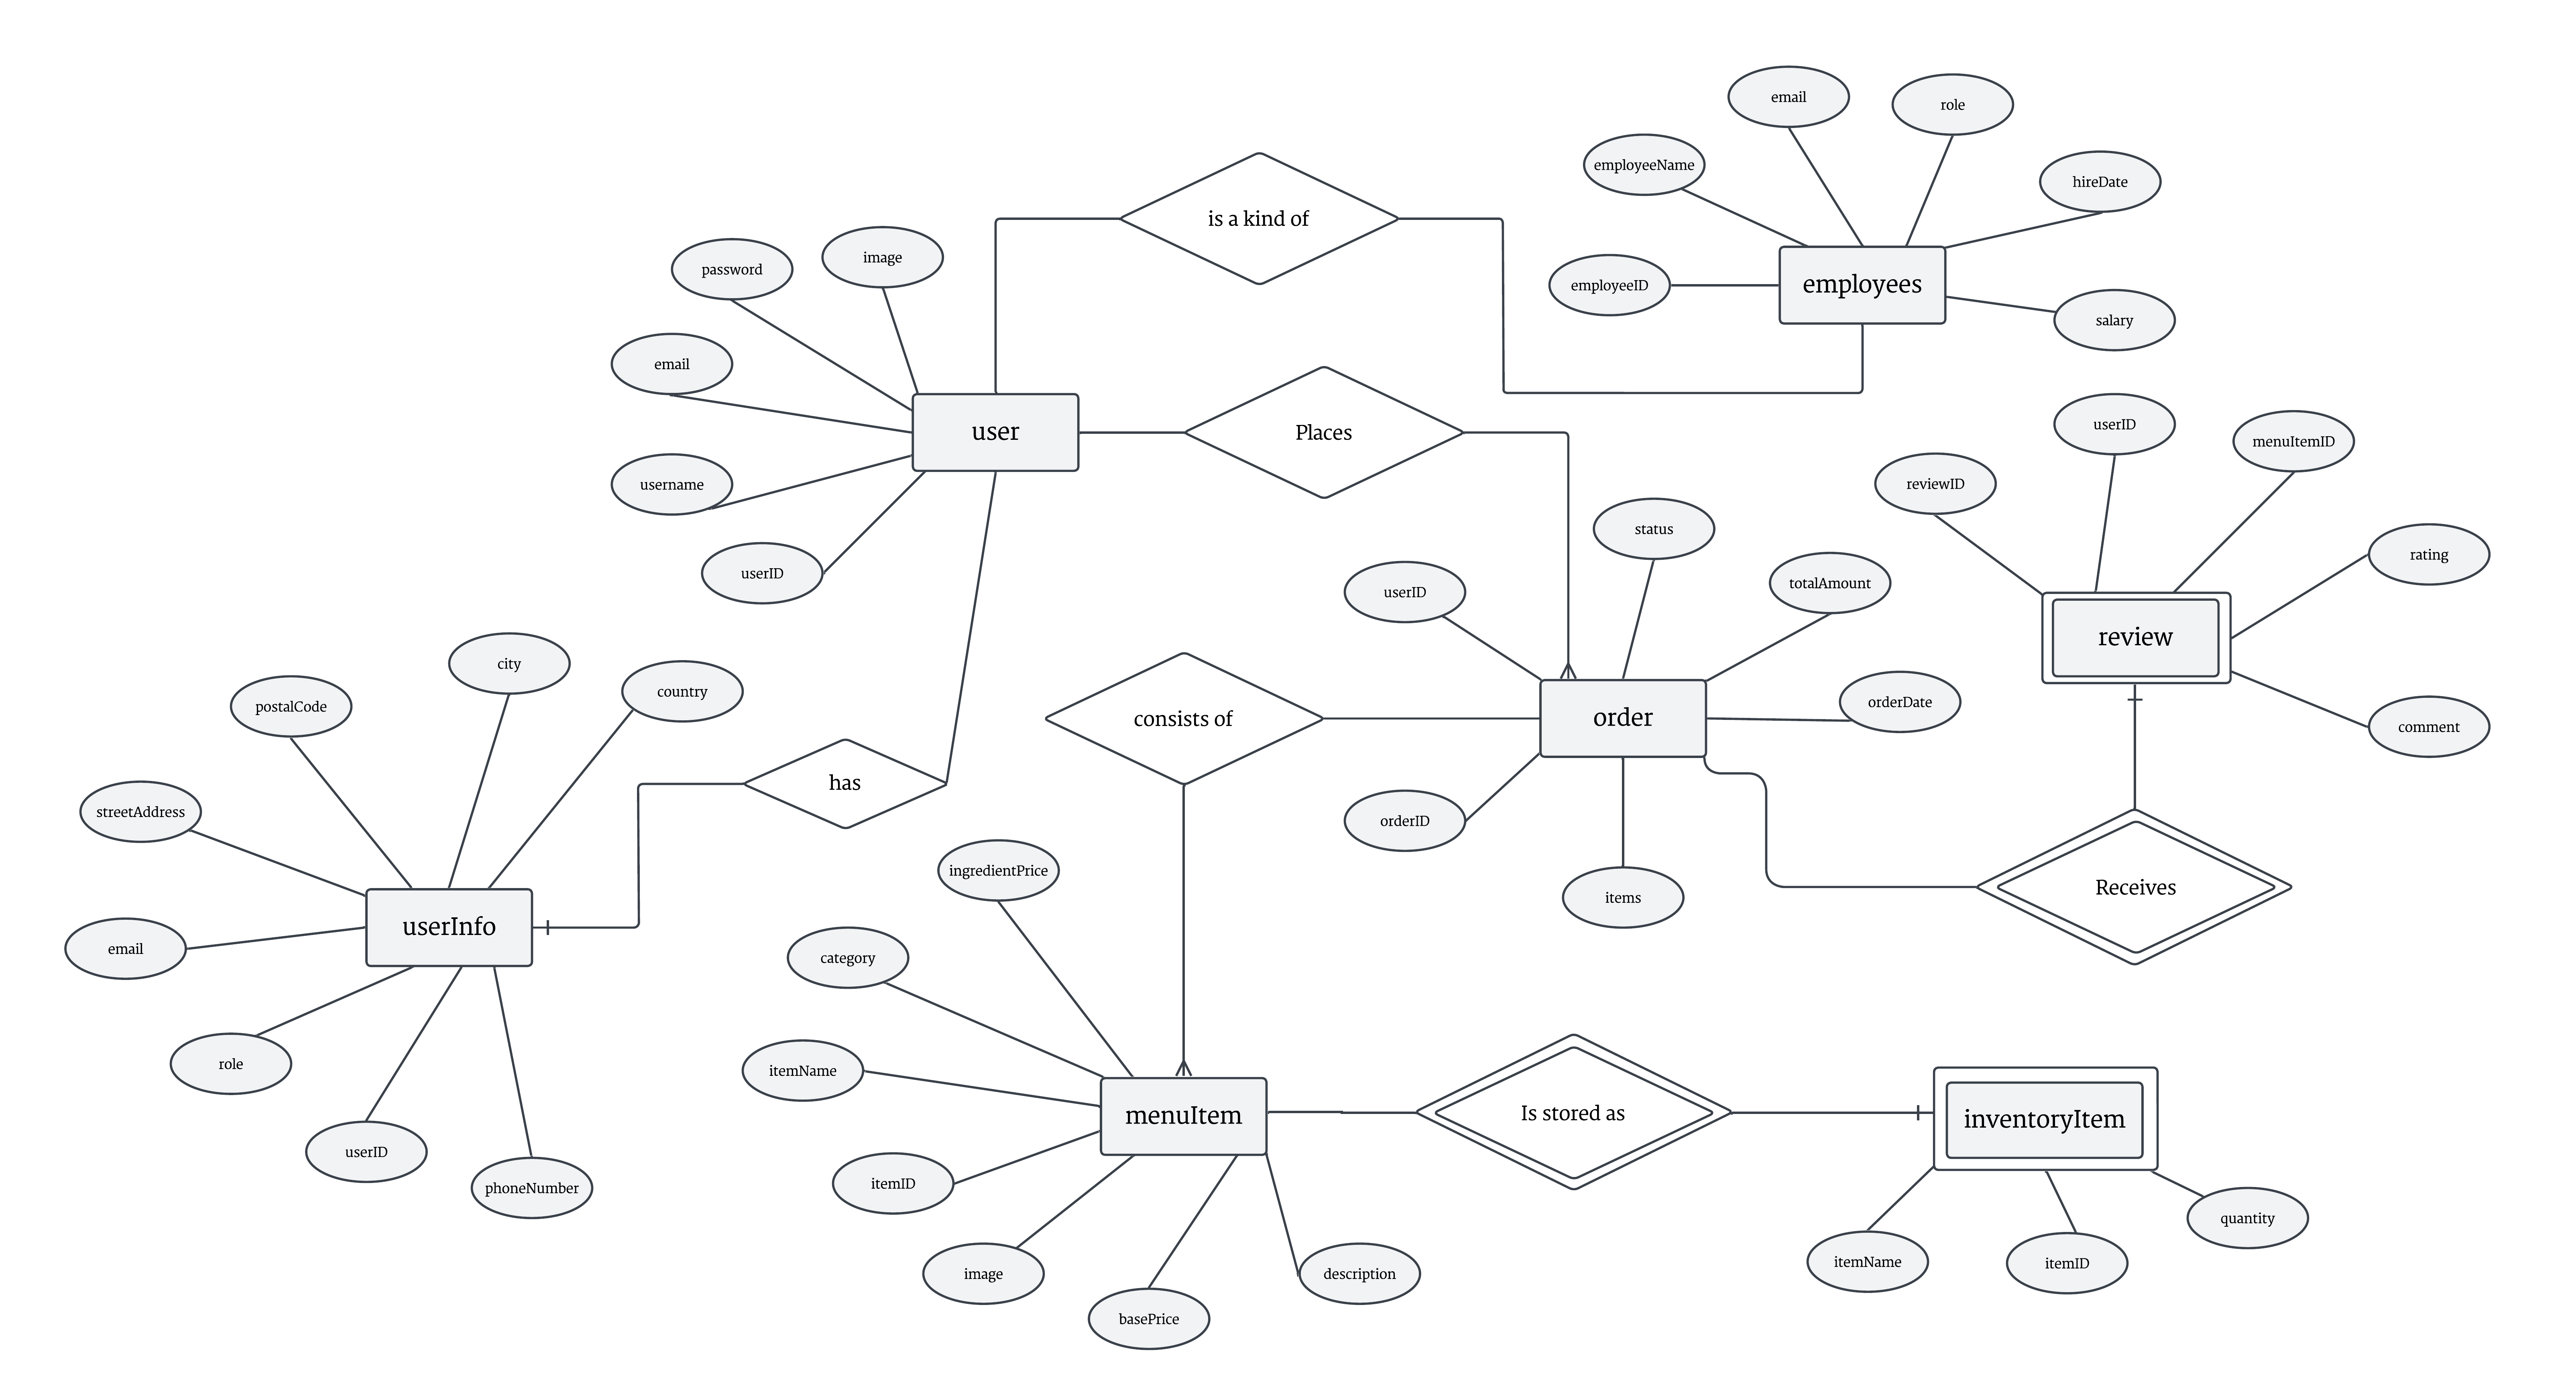 email
role
employeeName
hireDate
is a kind of
image
password
employeeID
employees
salary
email
user
Places
userID
menuItemID
username
reviewID
status
rating
userID
userID
totalAmount
review
city
country
postalCode
consists of
order
orderDate
comment
has
streetAddress
orderID
ingredientPrice
Receives
items
userInfo
email
category
role
itemName
menuItem
Is stored as
inventoryItem
userID
phoneNumber
itemID
quantity
image
description
itemName
itemID
basePrice